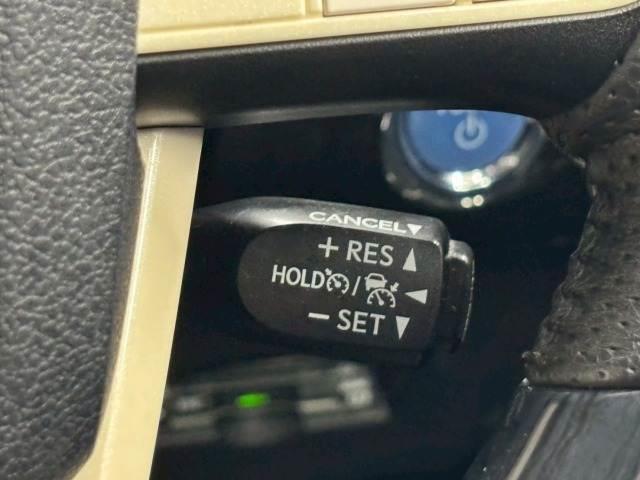 CANCEL▼
+ RES ▲
HOLD / ◀
− SET ▼